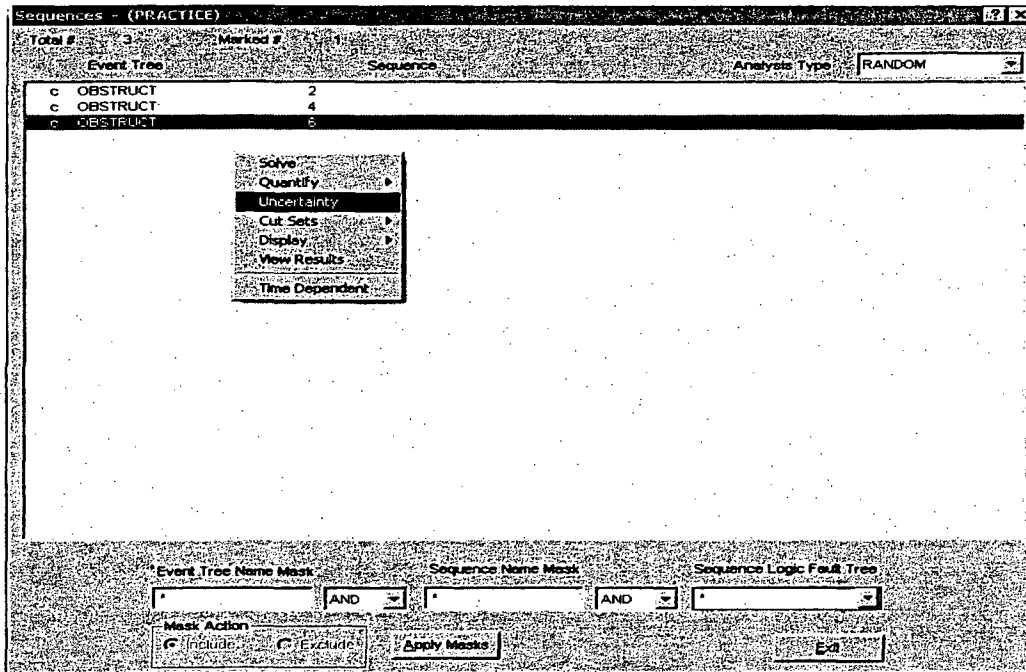 Sequences - (PRACTICE)
Total # 3 Marked # 1
Event Tree Sequence Analysis Type RANDOM
c OBSTRUCT 2
c OBSTRUCT 4
c OBSTRUCT 6
Solve
Quantify
Uncertainty
Cut Sets
Display
View Results
Time Dependent
Event Tree Name Mask Sequence Name Mask Sequence Logic Fault Tree
* AND * AND *
Mask Action
Include Exclude Apply Masks Exit